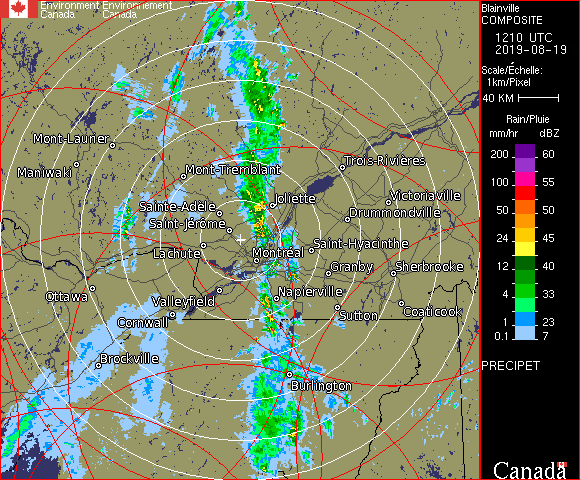 Environment Environnement
Canada Canada
Blainville
COMPOSITE
1210 UTC
2019-08-19
Scale/Échelle:
1km/Pixel
40 KM
Rain/Pluie
mm/hr dBZ
200 60
150 57
100 55
50 50
24 45
12 40
4 33
1 23
0.1 7
PRECIPET
Canada
Mont-Laurier
Maniwaki
Mont-Tremblant
Trois-Rivières
Sainte-Adèle
Joliette
Victoriaville
Saint-Jérôme
Drummondville
Lachute
Montréal
Saint-Hyacinthe
Granby
Sherbrooke
Ottawa
Valleyfield
Napierville
Cornwall
Sutton
Coaticook
Brockville
Burlington